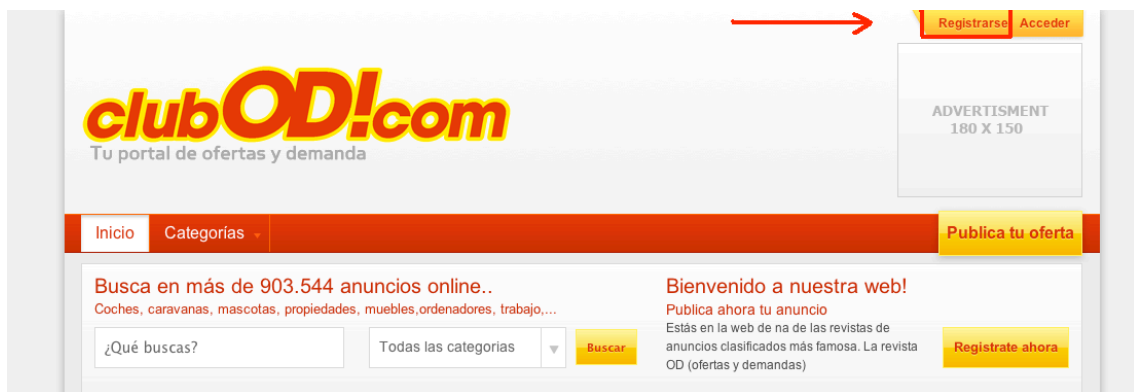 Registrarse Acceder
clubOD!.com
Tu portal de ofertas y demanda
ADVERTISMENT
180 X 150
Inicio Categorías Publica tu oferta
Busca en más de 903.544 anuncios online..
Coches, caravanas, mascotas, propiedades, muebles,ordenadores, trabajo,...
¿Qué buscas? Todas las categorias Buscar
Bienvenido a nuestra web!
Publica ahora tu anuncio
Estás en la web de na de las revistas de
anuncios clasificados más famosa. La revista
OD (ofertas y demandas)
Registrate ahora